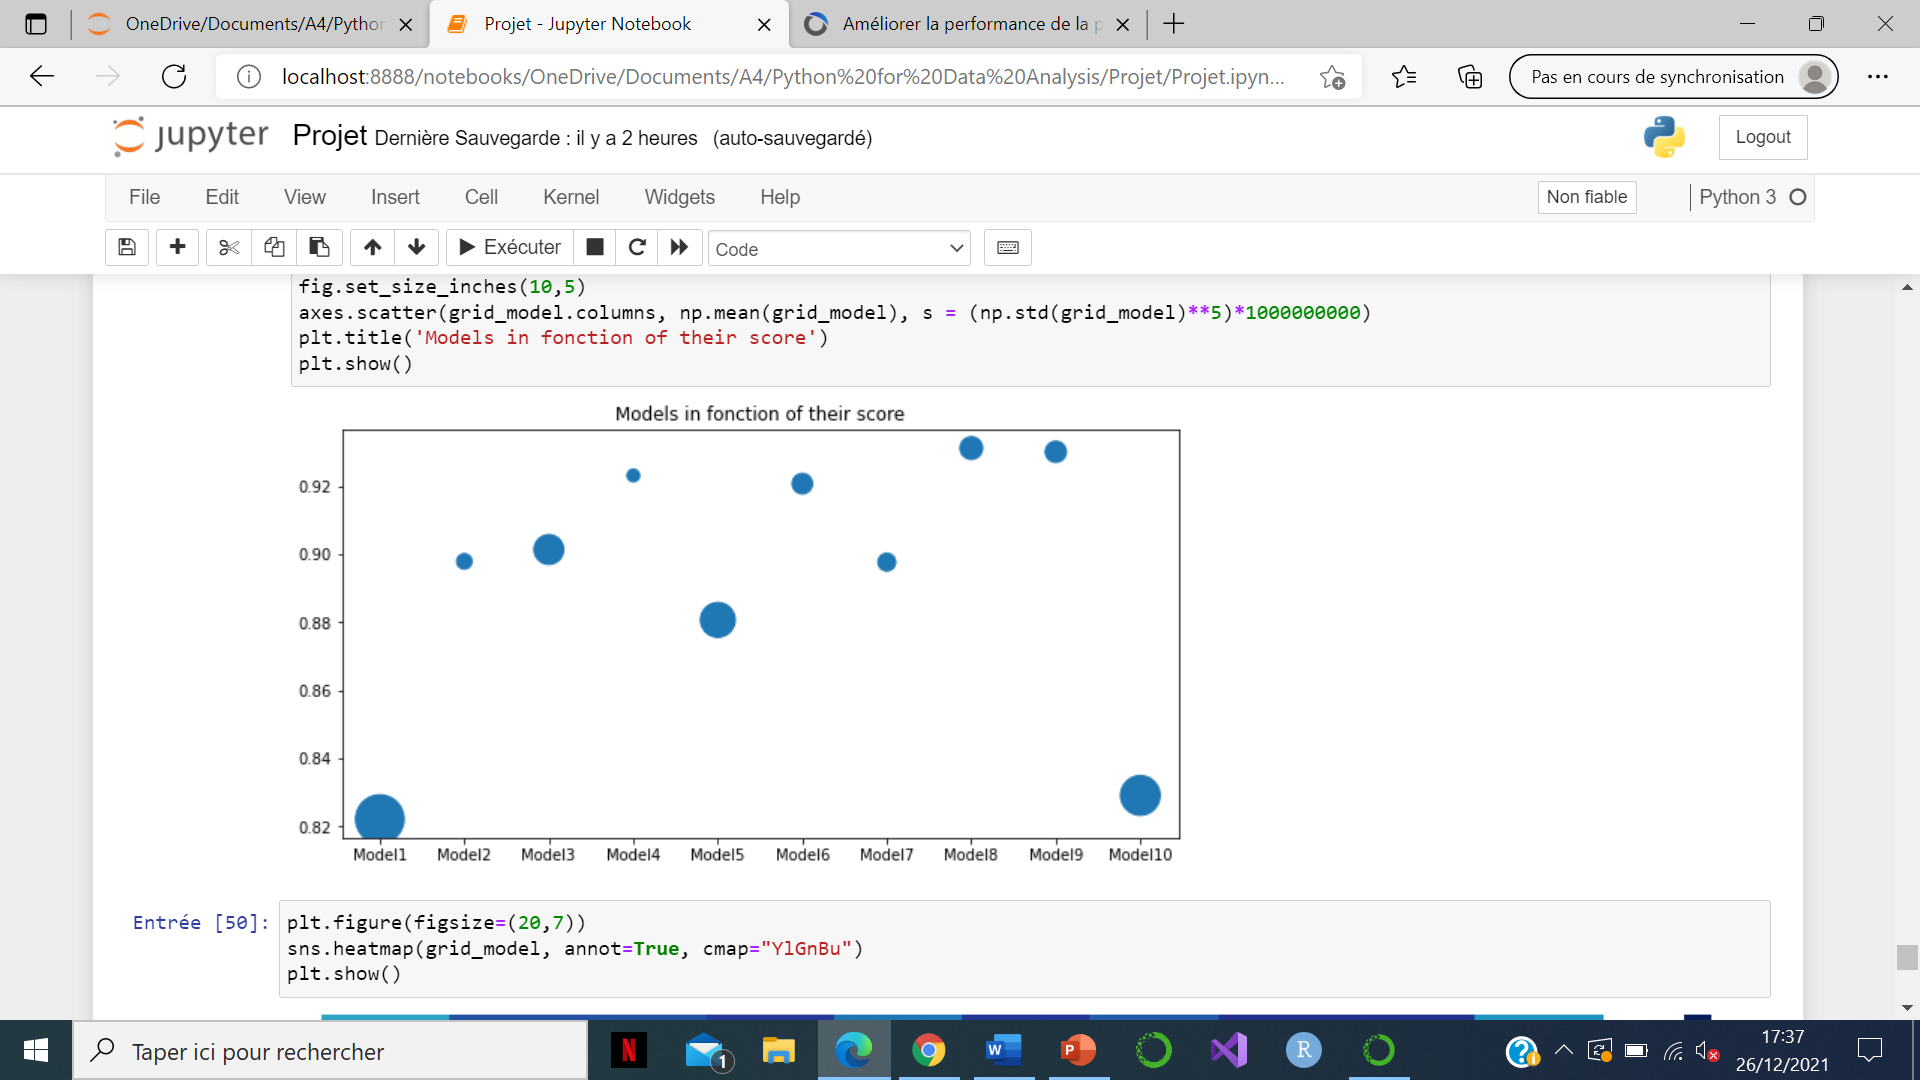 OneDrive/Documents/A4/Python
Projet - Jupyter Notebook
Améliorer la performance de la p
localhost:8888/notebooks/OneDrive/Documents/A4/Python%20for%20Data%20Analysis/Projet/Projet.ipyn...
Pas en cours de synchronisation
jupyter
Projet Dernière Sauvegarde : il y a 2 heures (auto-sauvegardé)
Logout
File Edit View Insert Cell Kernel Widgets Help
Non fiable
Python 3
Exécuter
Code
fig.set_size_inches(10,5)
axes.scatter(grid_model.columns, np.mean(grid_model), s = (np.std(grid_model)**5)*1000000000)
plt.title('Models in fonction of their score')
plt.show()
Models in fonction of their score
0.92
0.90
0.88
0.86
0.84
0.82
Model1 Model2 Model3 Model4 Model5 Model6 Model7 Model8 Model9 Model10
Entrée [50]:
plt.figure(figsize=(20,7))
sns.heatmap(grid_model, annot=True, cmap="YlGnBu")
plt.show()
Taper ici pour rechercher
N
1
W
P
R
17:37
26/12/2021